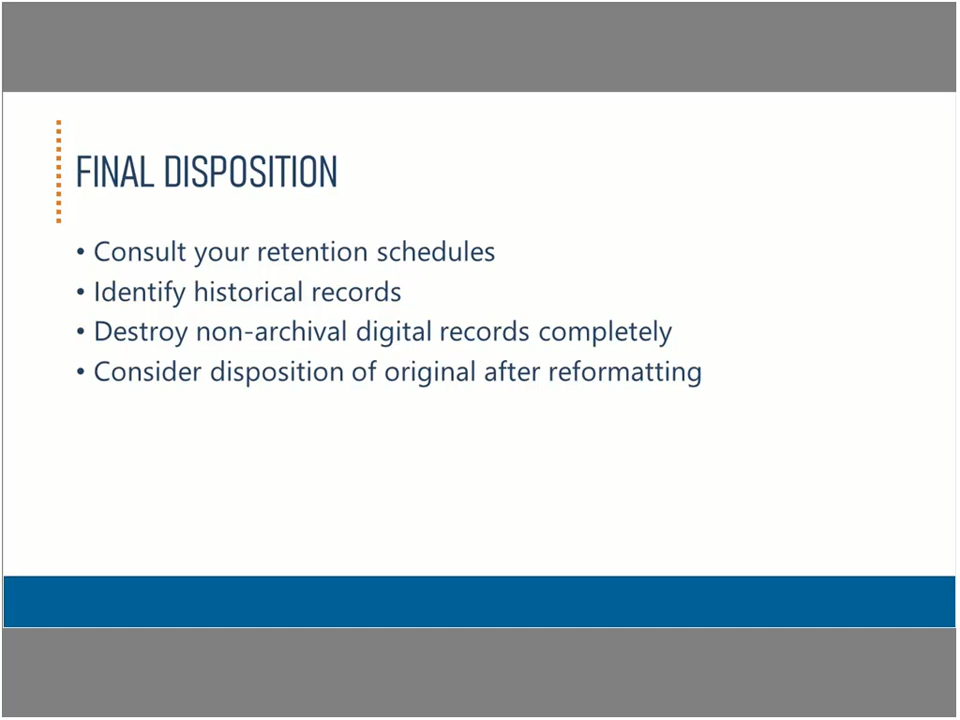 FINAL DISPOSITION
• Consult your retention schedules
• Identify historical records
• Destroy non-archival digital records completely
• Consider disposition of original after reformatting